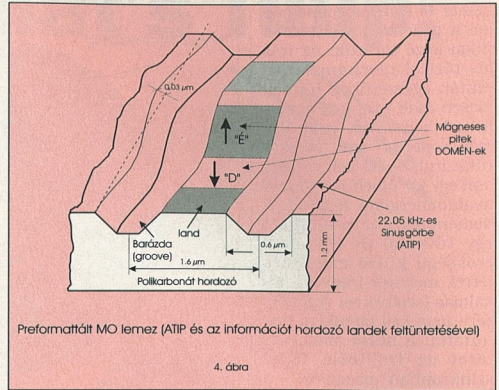 0.03 µm
"É"
"D"
Mágneses
pitek
DOMÉN-ek
land
Barázda
(groove)
0.6 µm
1.6 µm
1.2 mm
22.05 kHz-es
Sinusgörbe
(ATIP)
Polikarbonát hordozó
Preformattált MO lemez (ATIP és az információt hordozó landek feltüntetésével)
4. ábra